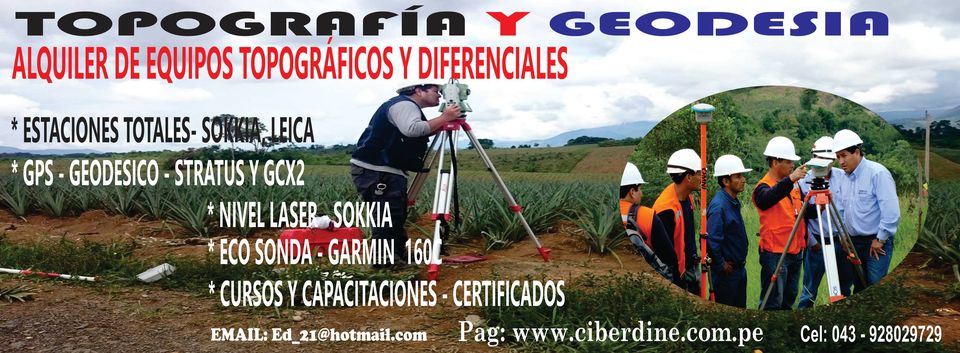 TOPOGRAFÍA Y GEODESIA
ALQUILER DE EQUIPOS TOPOGRÁFICOS Y DIFERENCIALES
* ESTACIONES TOTALES- SOKKIA, LEICA
* GPS - GEODESICO - STRATUS Y GCX2
* NIVEL LASER - SOKKIA
* ECO SONDA - GARMIN 160C
* CURSOS Y CAPACITACIONES - CERTIFICADOS
EMAIL: Ed_21@hotmail.com Pag: www.ciberdine.com.pe Cel: 043 - 928029729